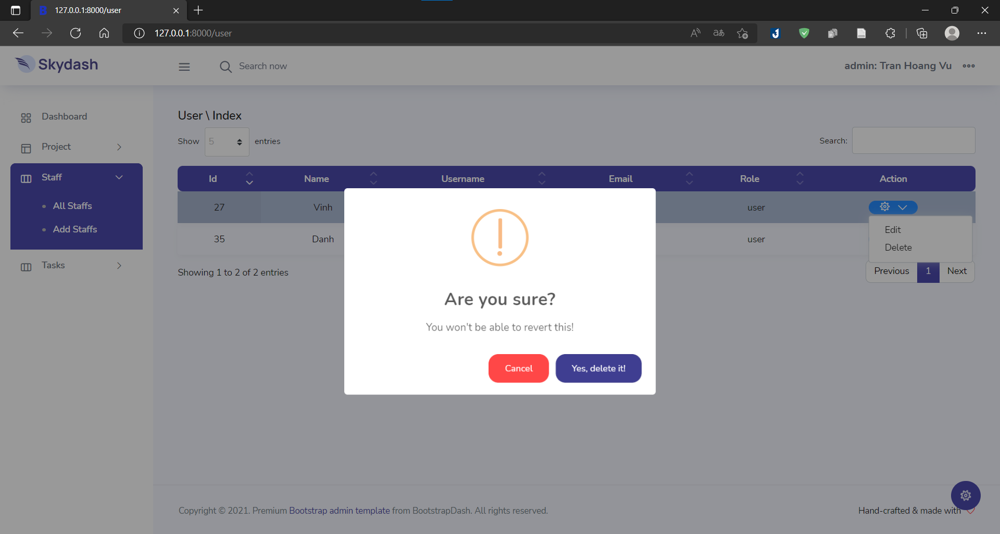 127.0.0.1:8000/user
127.0.0.1:8000/user
Skydash
Search now
admin: Tran Hoang Vu
Dashboard
Project
Staff
All Staffs
Add Staffs
Tasks
User \ Index
Show 5 entries
Search:
Id Name Username Email Role Action
27 Vinh user
35 Danh user
Edit
Delete
Showing 1 to 2 of 2 entries
Previous 1 Next
Are you sure?
You won't be able to revert this!
Cancel Yes, delete it!
Copyright © 2021. Premium Bootstrap admin template from BootstrapDash. All rights reserved.
Hand-crafted & made with